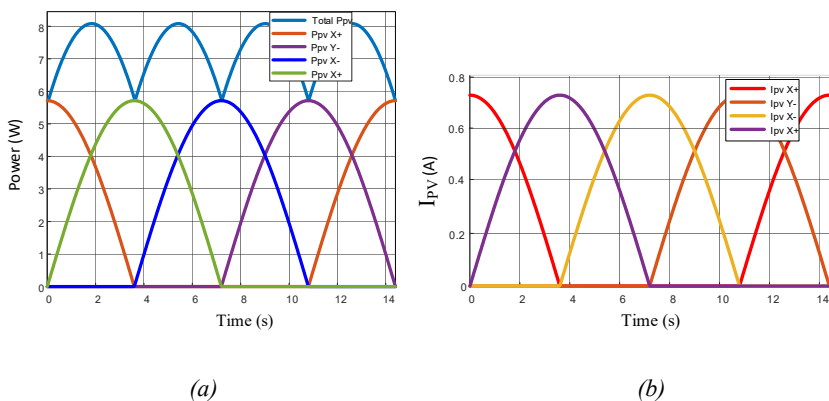 Total Ppv
Ppv X+
Ppv Y-
Ppv X-
Ppv X+
Power (W)
8
7
6
5
4
3
2
1
0
0 2 4 6 8 10 12 14
Time (s)
(a)
Ipv X+
Ipv Y-
Ipv X-
Ipv X+
IPV (A)
0.8
0.6
0.4
0.2
0
0 2 4 6 8 10 12 14
Time (s)
(b)